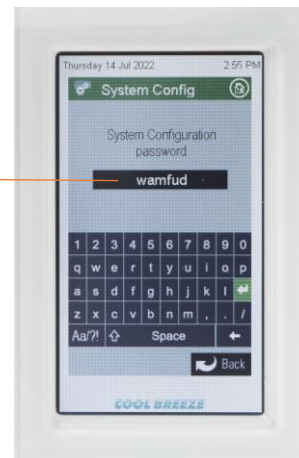 Thursday 14 Jul 2022 2:55 PM
System Config
System Configuration
password
wamfud
1 2 3 4 5 6 7 8 9 0
q w e r t y u i o p
a s d f g h j k l
z x c v b n m , . /
Aa/?! Space
Back
COOL BREEZE